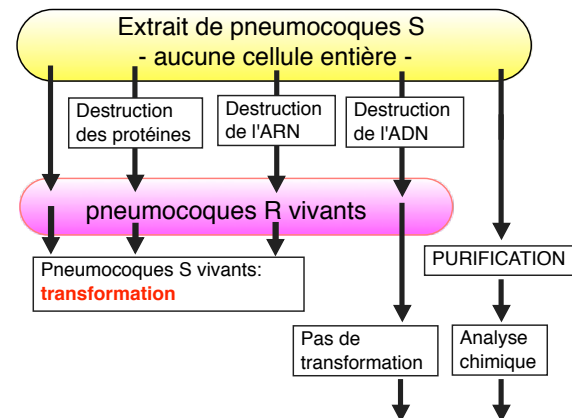 Extrait de pneumocoques S
- aucune cellule entière -
Destruction
des protéines
Destruction
de l'ARN
Destruction
de l'ADN
pneumocoques R vivants
Pneumocoques S vivants:
transformation
PURIFICATION
Pas de
transformation
Analyse
chimique